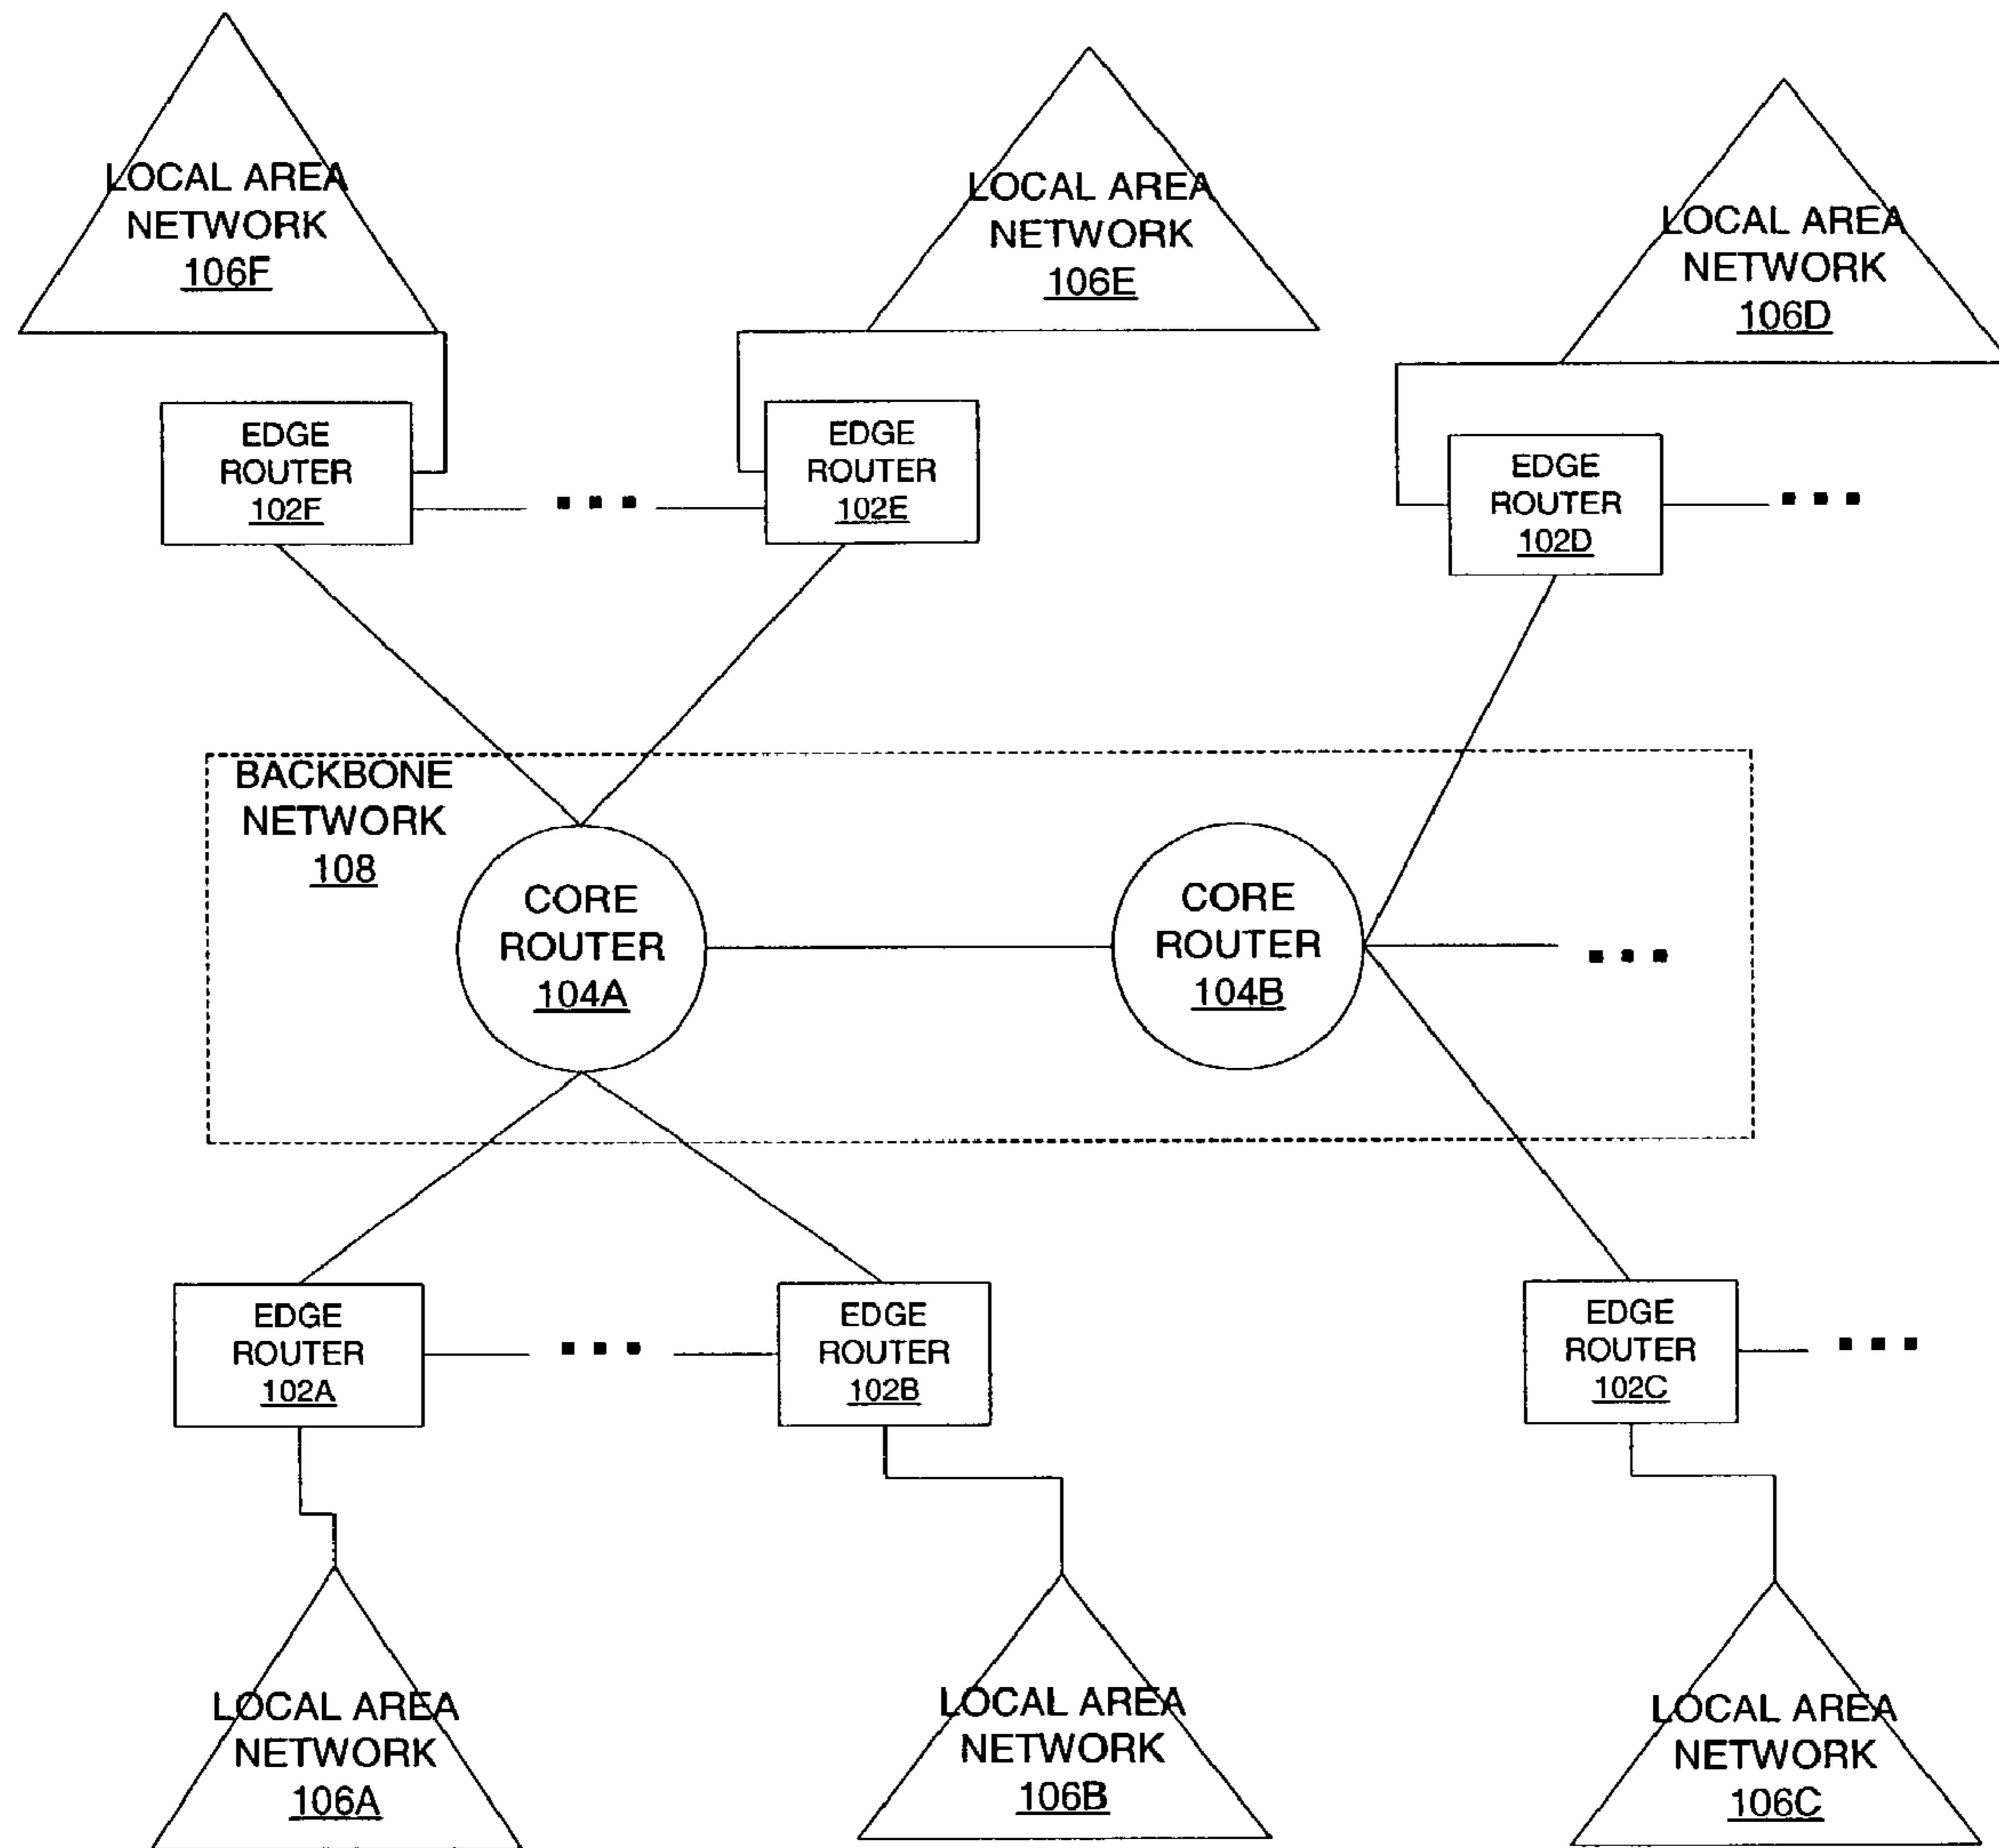 LOCAL AREA
NETWORK
106F
LOCAL AREA
NETWORK
106E
LOCAL AREA
NETWORK
106D
EDGE
ROUTER
102F
EDGE
ROUTER
102E
EDGE
ROUTER
102D
BACKBONE
NETWORK
108
CORE
ROUTER
104A
CORE
ROUTER
104B
EDGE
ROUTER
102A
EDGE
ROUTER
102B
EDGE
ROUTER
102C
LOCAL AREA
NETWORK
106A
LOCAL AREA
NETWORK
106B
LOCAL AREA
NETWORK
106C